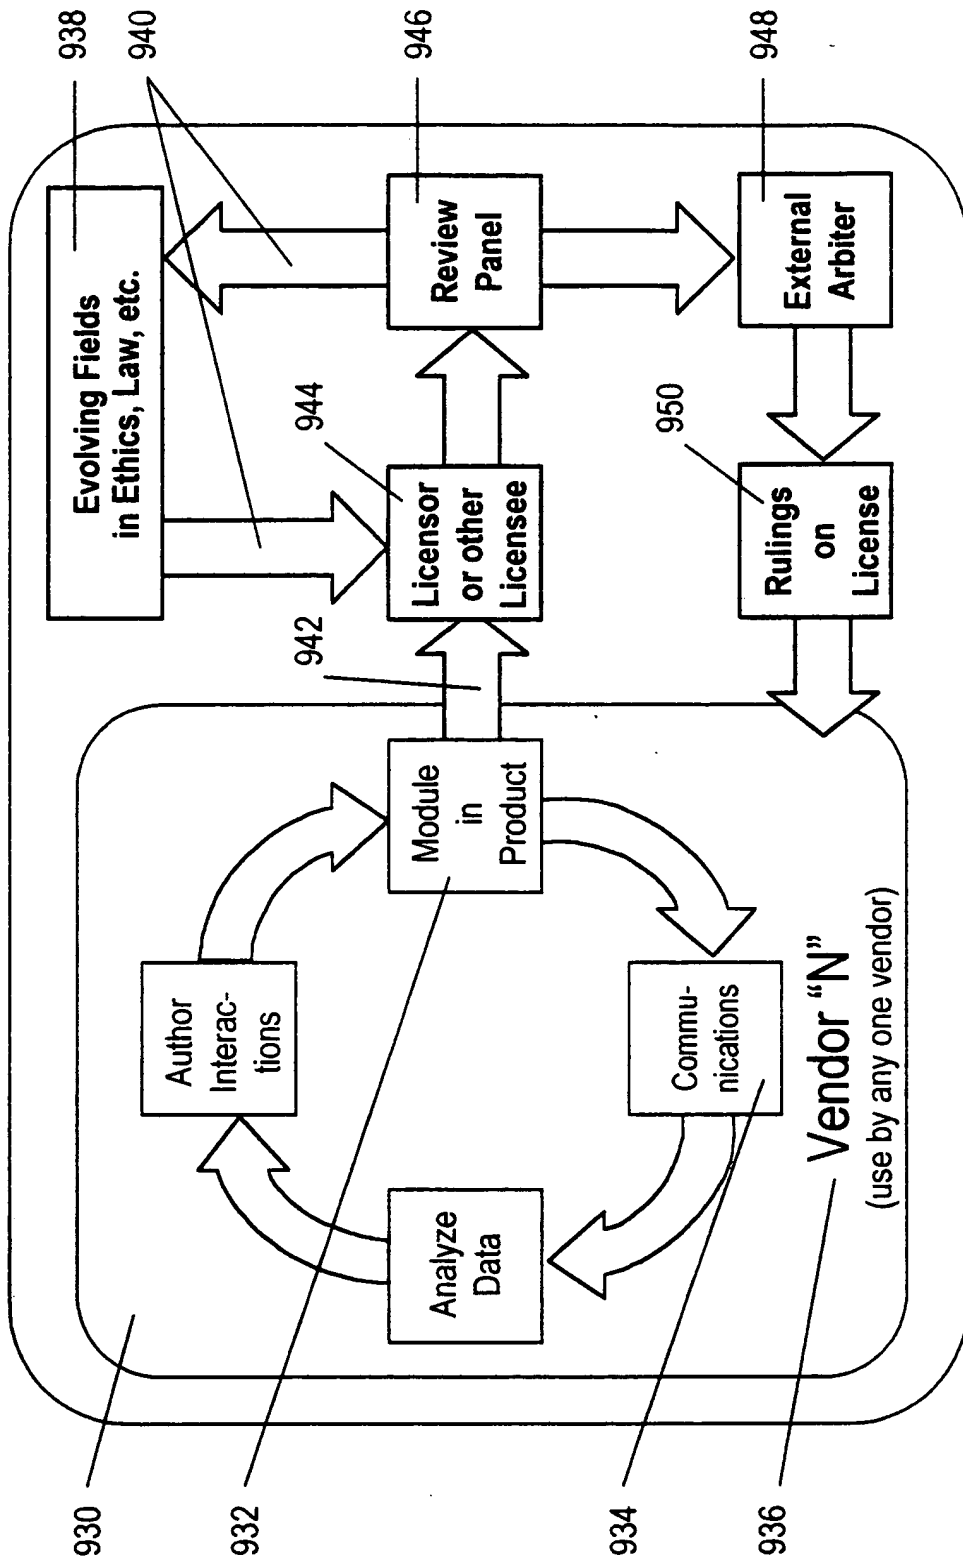 938
940
946
948
Evolving Fields
in Ethics, Law, etc.
Review
Panel
External
Arbiter
944
950
Licensor
or other
Licensee
Rulings
on
License
942
Module
in
Product
Author
Interac-
tions
Commu-
nications
Analyze
Data
Vendor “N”
(use by any one vendor)
930
932
934
936